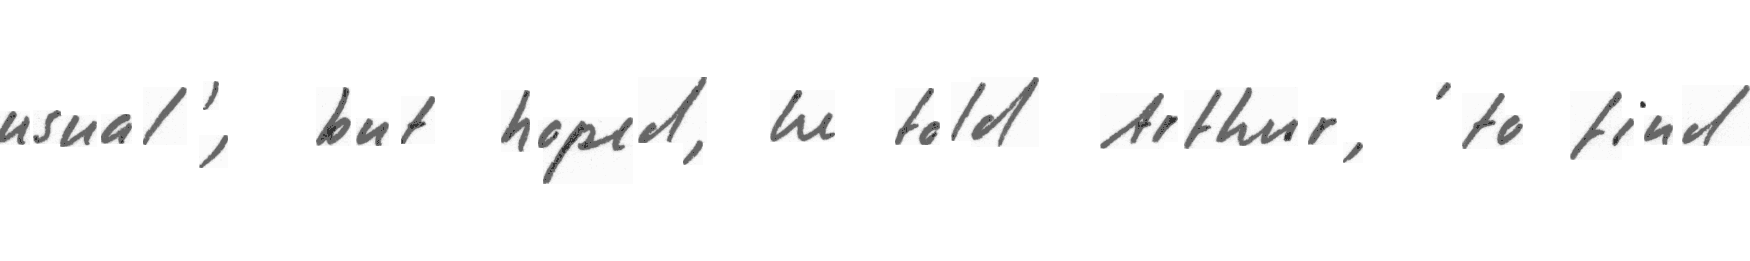 usual', but hoped, he told Arthur, 'to find